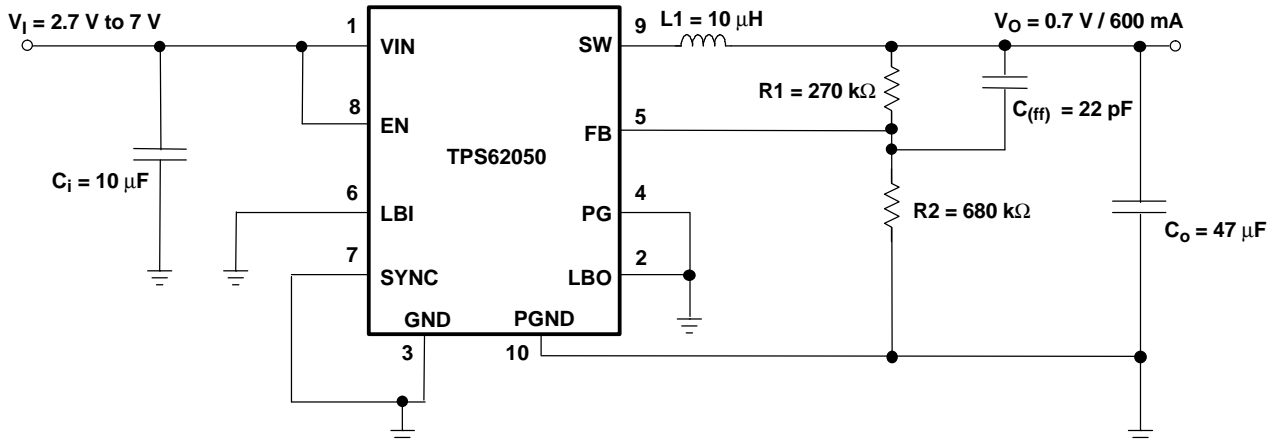 V_I = 2.7 V to 7 V
1
VIN
8
EN
C_i = 10 μF
6
LBI
7
SYNC
GND
3
PGND
10
TPS62050
9
SW
L1 = 10 μH
V_O = 0.7 V / 600 mA
R1 = 270 kΩ
C_(ff) = 22 pF
5
FB
4
PG
R2 = 680 kΩ
2
LBO
C_o = 47 μF